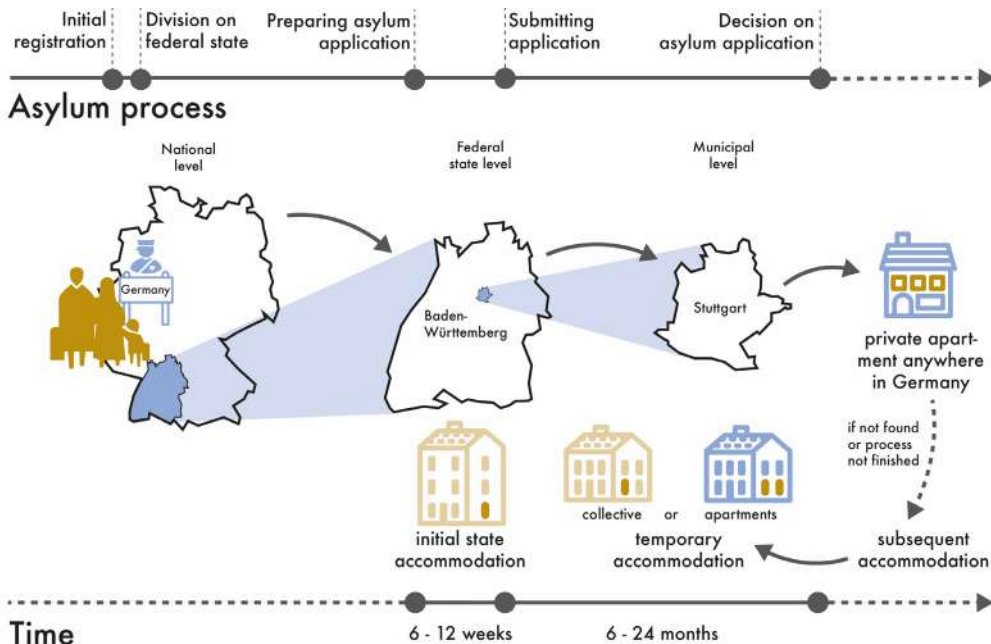 Initial
registration
Division on
federal state
Preparing asylum
application
Submitting
application
Decision on
asylum application
Asylum process
National
level
Federal
state level
Municipal
level
Germany
Baden-
Württemberg
Stuttgart
private apart-
ment anywhere
in Germany
if not found
or process
not finished
collective or apartments
initial state
accommodation
temporary
accommodation
subsequent
accommodation
Time
6 - 12 weeks
6 - 24 months